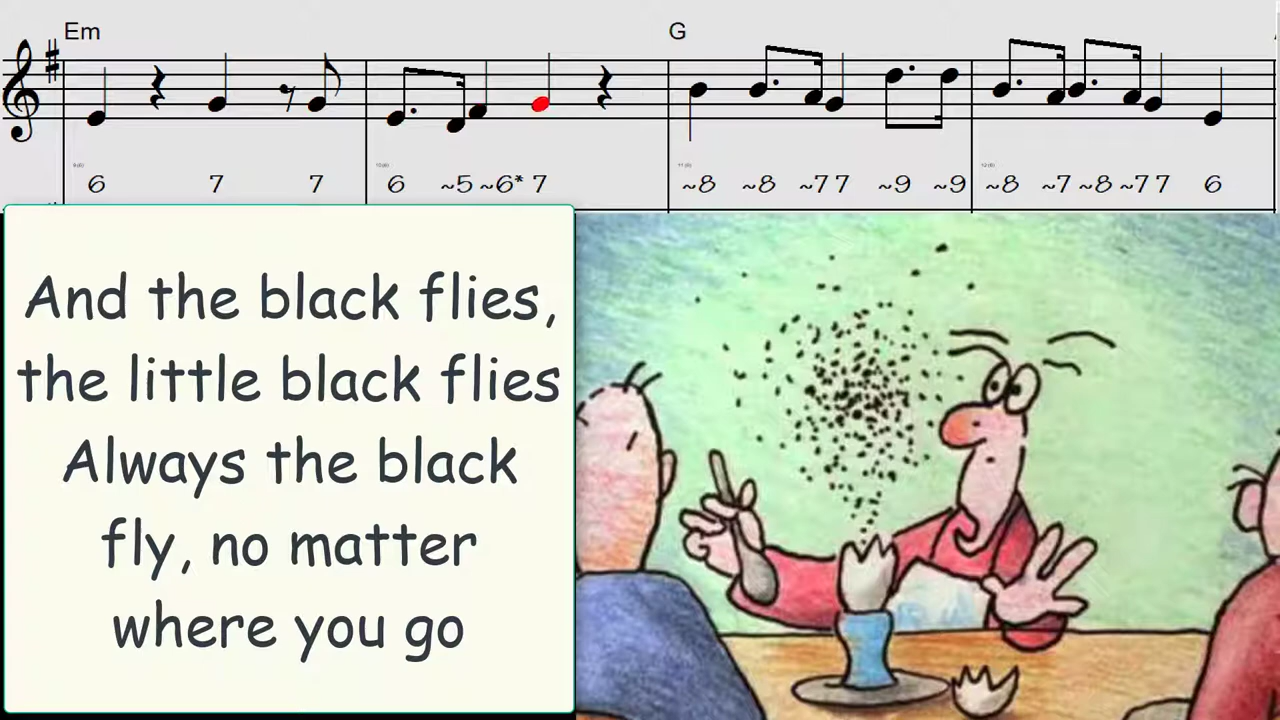 Em G
6 7 7 6 ~5 ~6* 7 ~8 ~8 ~7 7 ~9 ~9 ~8 ~7 ~8 ~7 7 6
And the black flies,
the little black flies
Always the black
fly, no matter
where you go